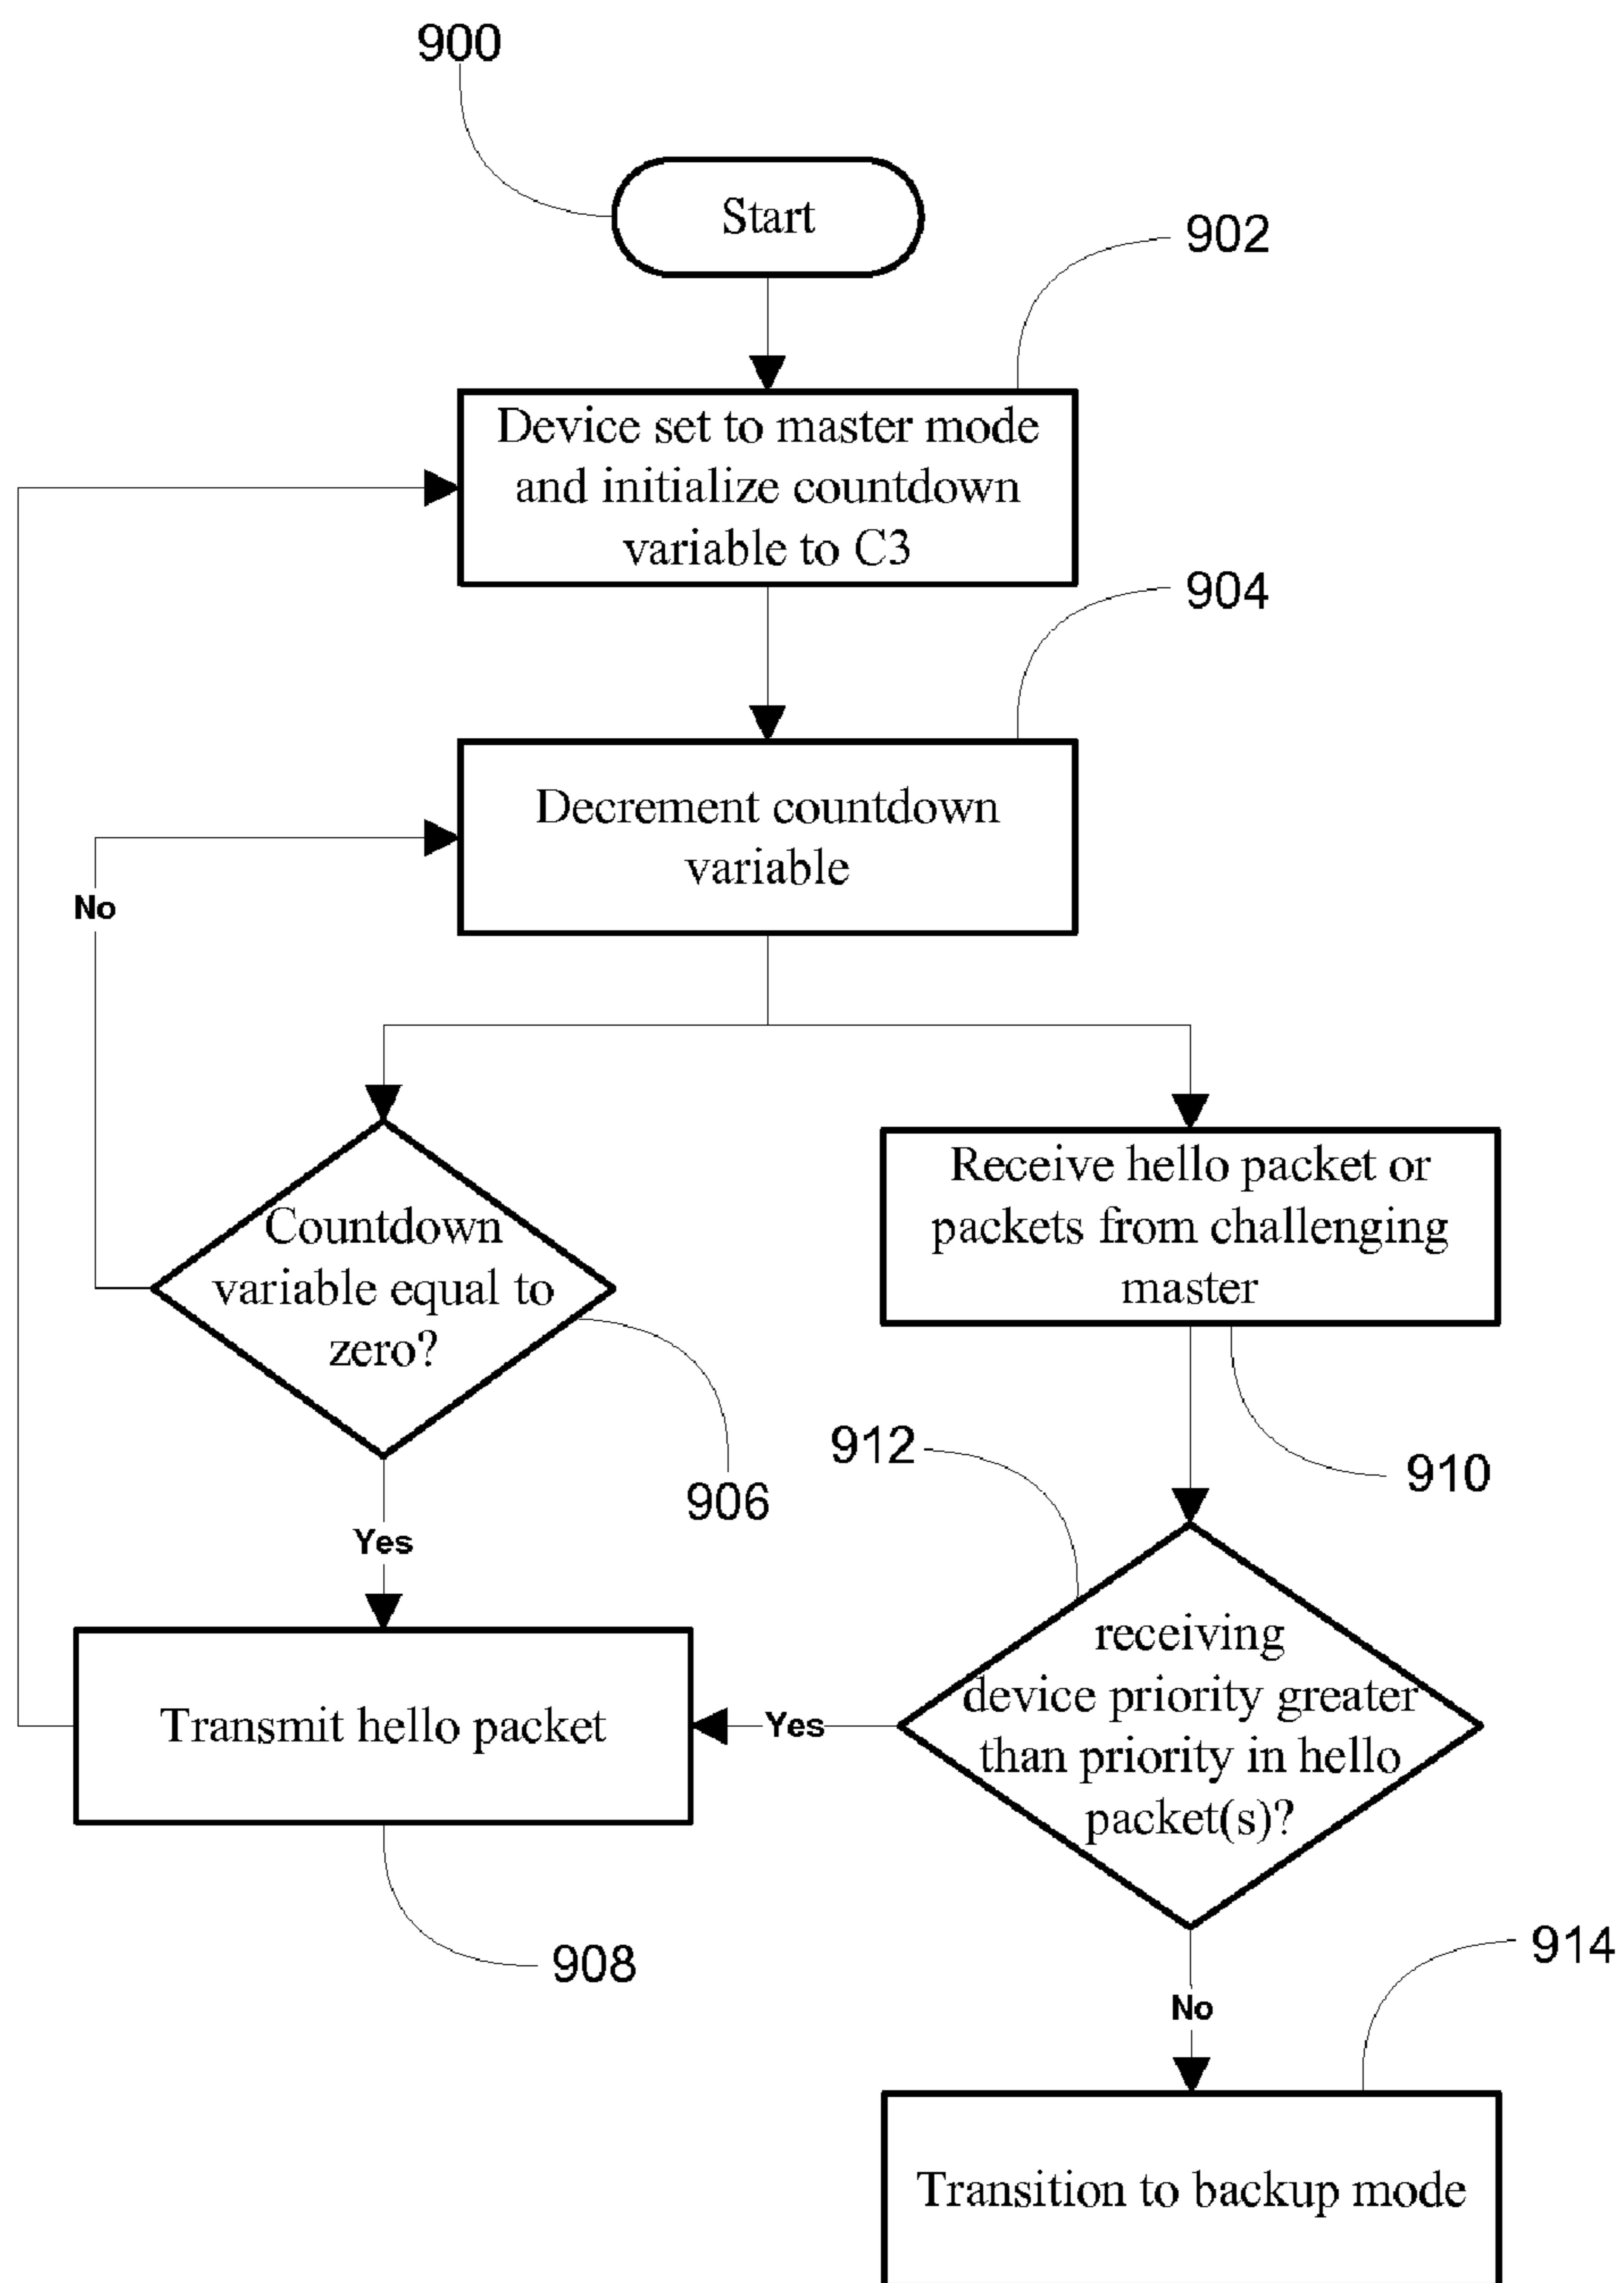 900
Start
902
Device set to master mode
and initialize countdown
variable to C3
904
Decrement countdown
variable
No
Countdown
variable equal to
zero?
906
Receive hello packet or
packets from challenging
master
910
912
Yes
receiving
device priority greater
than priority in hello
packet(s)?
Transmit hello packet
Yes
908
914
No
Transition to backup mode